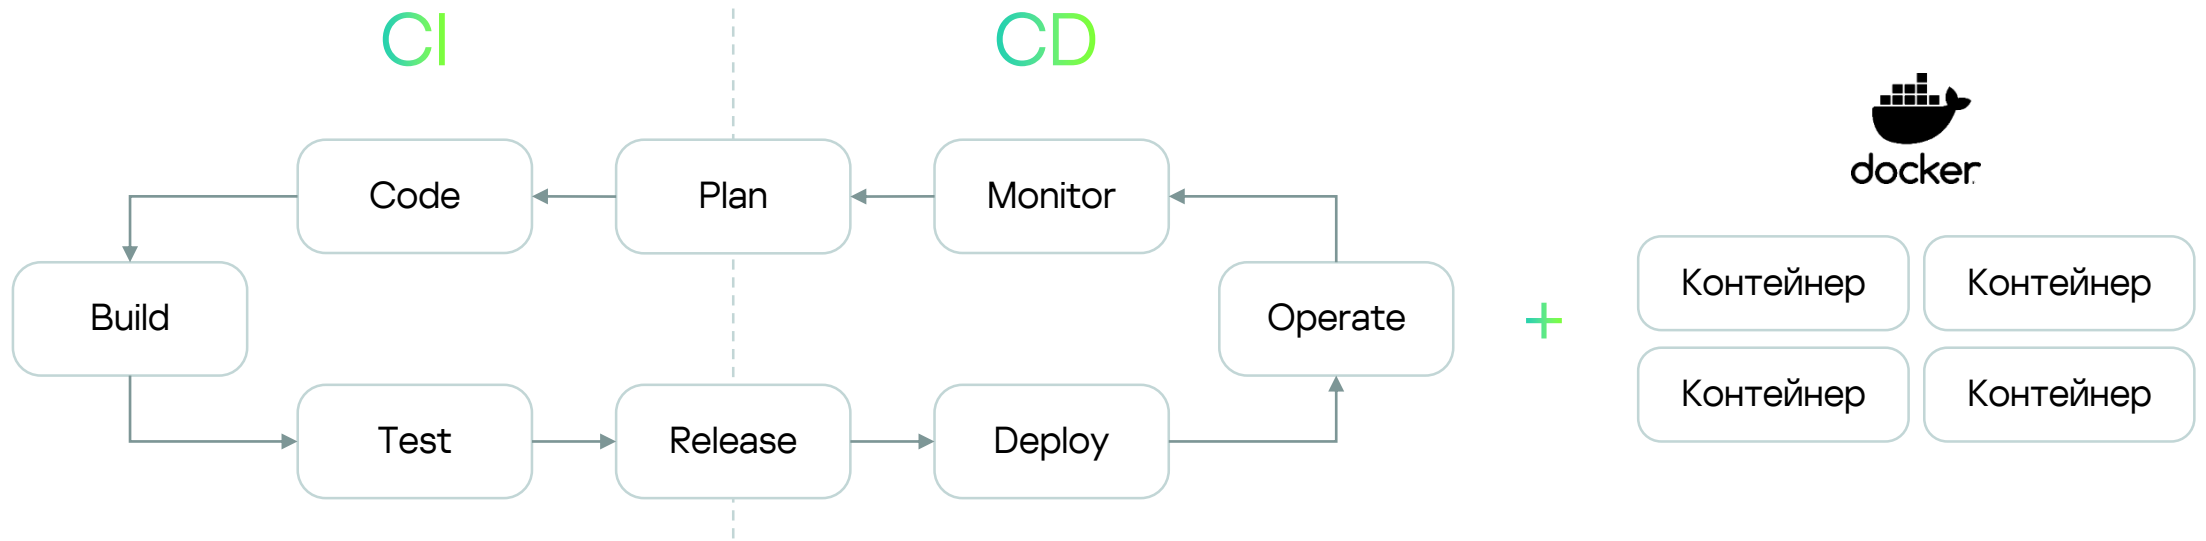 CI
CD
Code
Plan
Monitor
Build
Operate
Test
Release
Deploy
+
docker
Контейнер
Контейнер
Контейнер
Контейнер